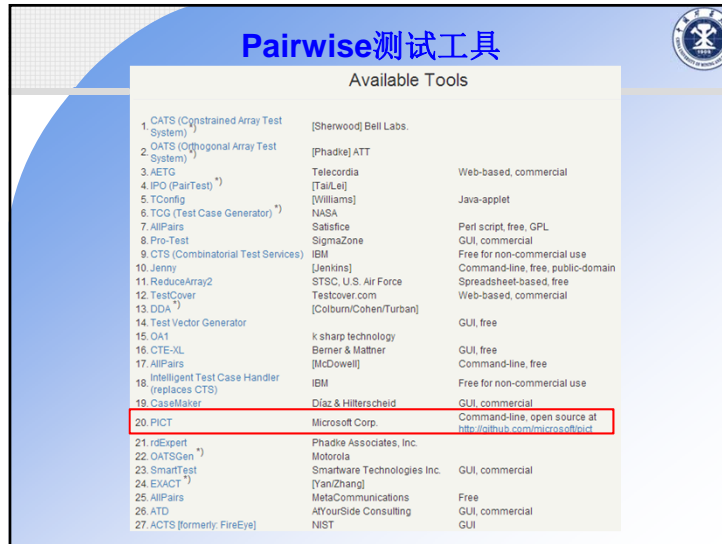 Pairwise测试工具
Available Tools
1. CATS (Constrained Array Test System) *) [Sherwood] Bell Labs.
2. OATS (Orthogonal Array Test System) *) [Phadke] ATT
3. AETG Telecordia Web-based, commercial
4. IPO (PairTest) *) [Tai/Lei]
5. TConfig [Williams] Java-applet
6. TCG (Test Case Generator) *) NASA
7. AllPairs Satisfice Perl script, free, GPL
8. Pro-Test SigmaZone GUI, commercial
9. CTS (Combinatorial Test Services) IBM Free for non-commercial use
10. Jenny [Jenkins] Command-line, free, public-domain
11. ReduceArray2 STSC, U.S. Air Force Spreadsheet-based, free
12. TestCover Testcover.com Web-based, commercial
13. DDA *) [Colburn/Cohen/Turban]
14. Test Vector Generator GUI, free
15. OA1 k sharp technology
16. CTE-XL Berner & Mattner GUI, free
17. AllPairs [McDowell] Command-line, free
18. Intelligent Test Case Handler (replaces CTS) IBM Free for non-commercial use
19. CaseMaker Díaz & Hilterscheid GUI, commercial
20. PICT Microsoft Corp. Command-line, open source at http://github.com/microsoft/pict
21. rdExpert Phadke Associates, Inc.
22. OATSGen *) Motorola
23. SmartTest Smartware Technologies Inc. GUI, commercial
24. EXACT *) [Yan/Zhang]
25. AllPairs MetaCommunications Free
26. ATD AtYourSide Consulting GUI, commercial
27. ACTS [formerly: FireEye] NIST GUI